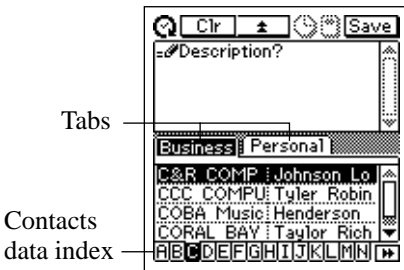 Clr Save
Description?
Tabs
Business Personal
C&R COMP Johnson Lo
CCC COMPU Tyler Robin
COBA Music Henderson
Contacts
CORAL BAY Taylor Rich
data index
A B C D E F G H I J K L M N